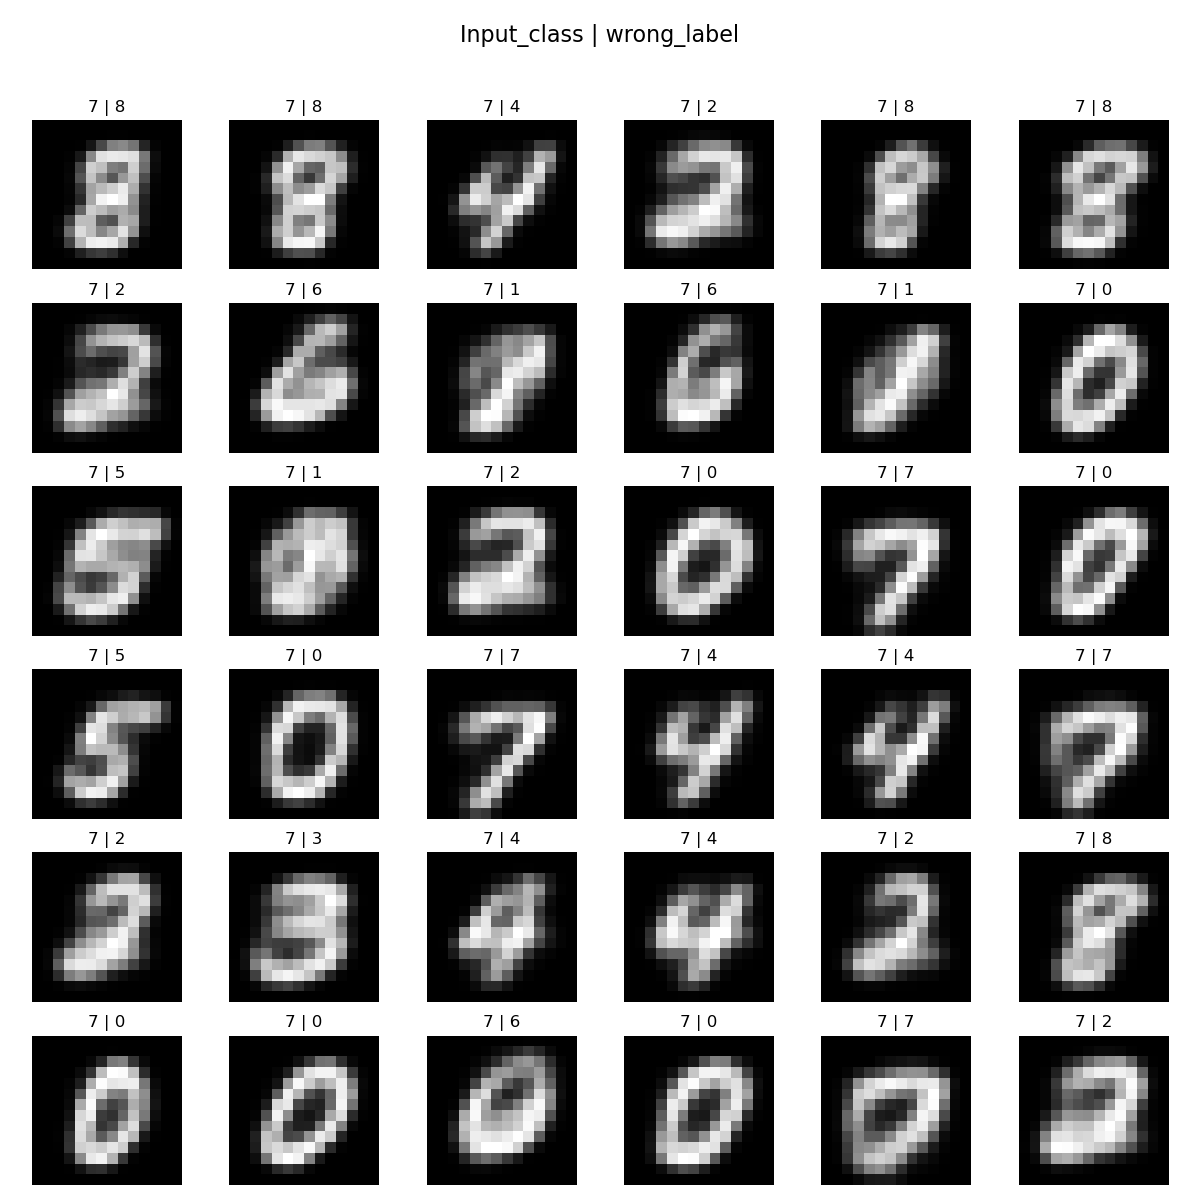 Input_class | wrong_label
7 | 8 7 | 8 7 | 4 7 | 2 7 | 8 7 | 8
7 | 2 7 | 6 7 | 1 7 | 6 7 | 1 7 | 0
7 | 5 7 | 1 7 | 2 7 | 0 7 | 7 7 | 0
7 | 5 7 | 0 7 | 7 7 | 4 7 | 4 7 | 7
7 | 2 7 | 3 7 | 4 7 | 4 7 | 2 7 | 8
7 | 0 7 | 0 7 | 6 7 | 0 7 | 7 7 | 2